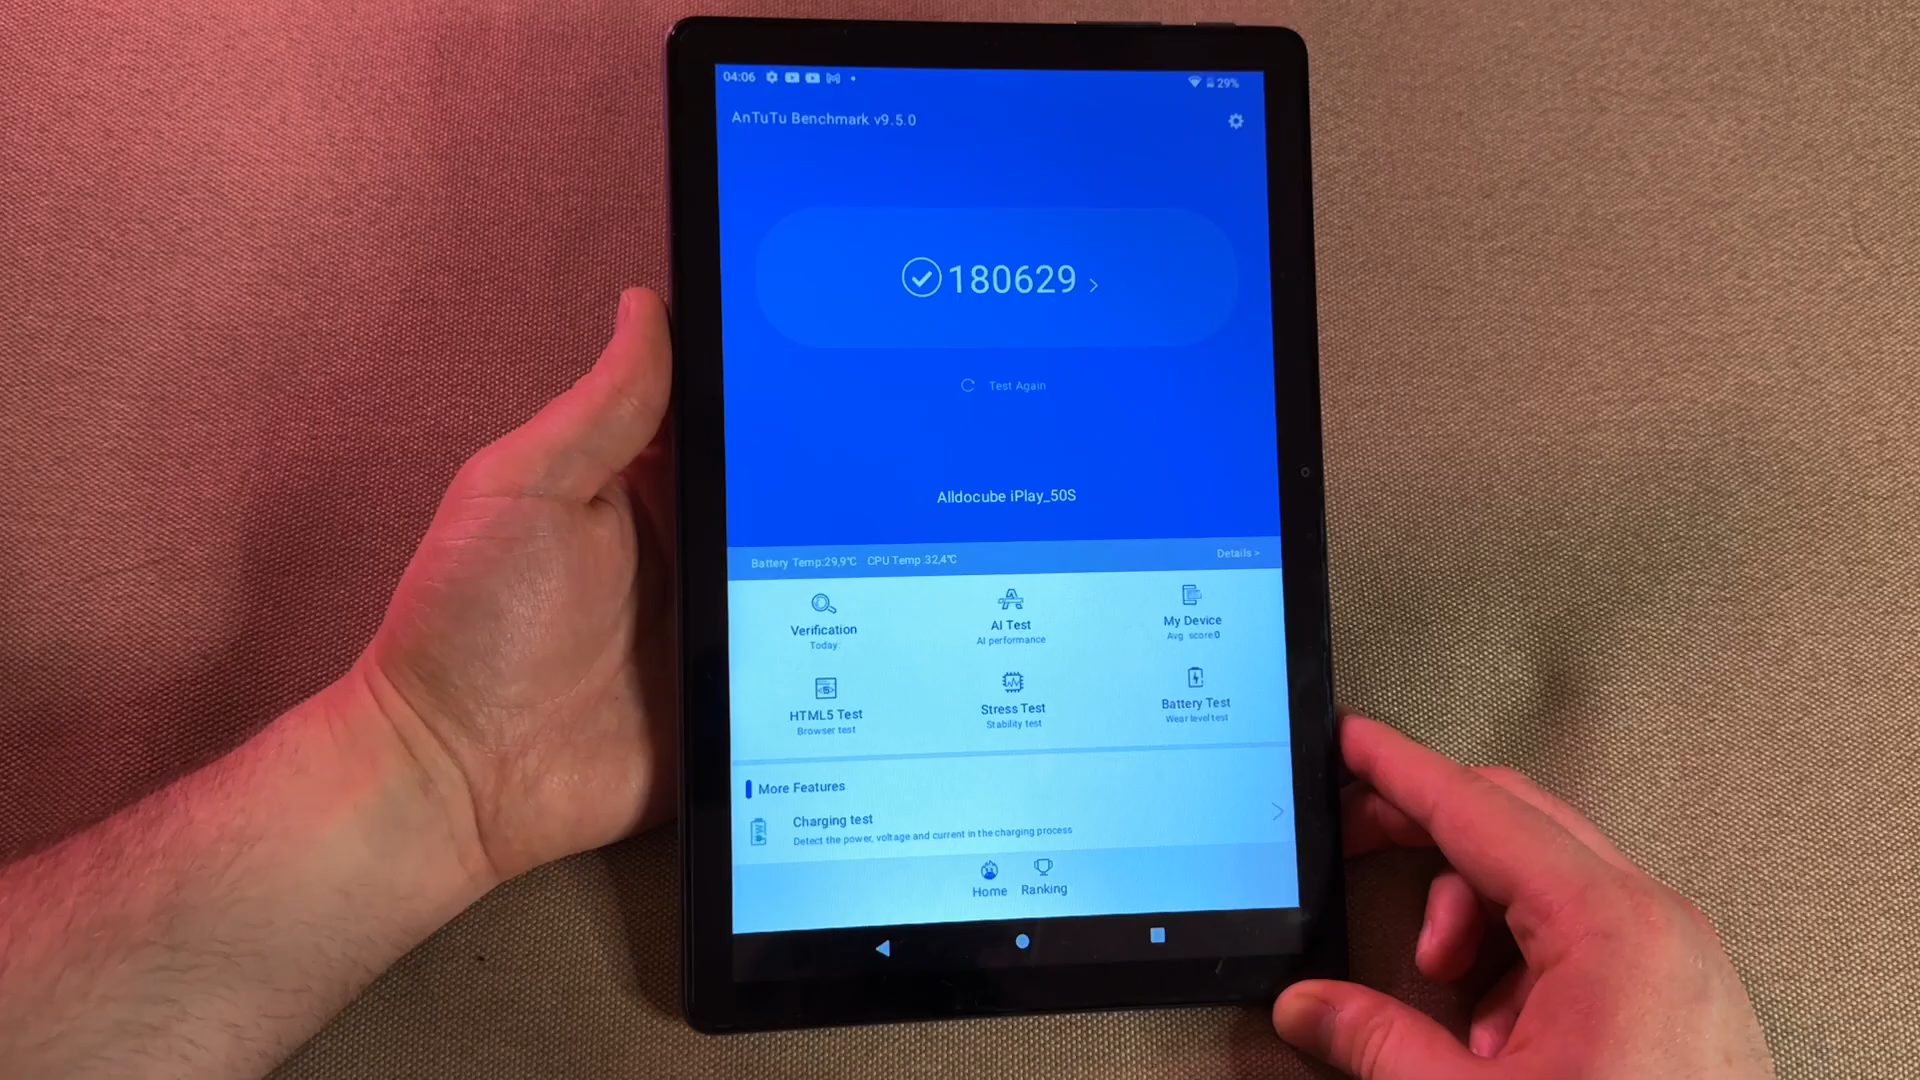 04:06
29%
AnTuTu Benchmark v9.5.0
180629 >
Test Again
Alldocube iPlay_50S
Battery Temp:29,9℃ CPU Temp:32,4℃ Details >
Verification
Today
AI Test
AI performance
My Device
Avg. score:0
HTML5 Test
Browser test
Stress Test
Stability test
Battery Test
Wear level test
More Features
Charging test
Detect the power, voltage and current in the charging process
Home
Ranking